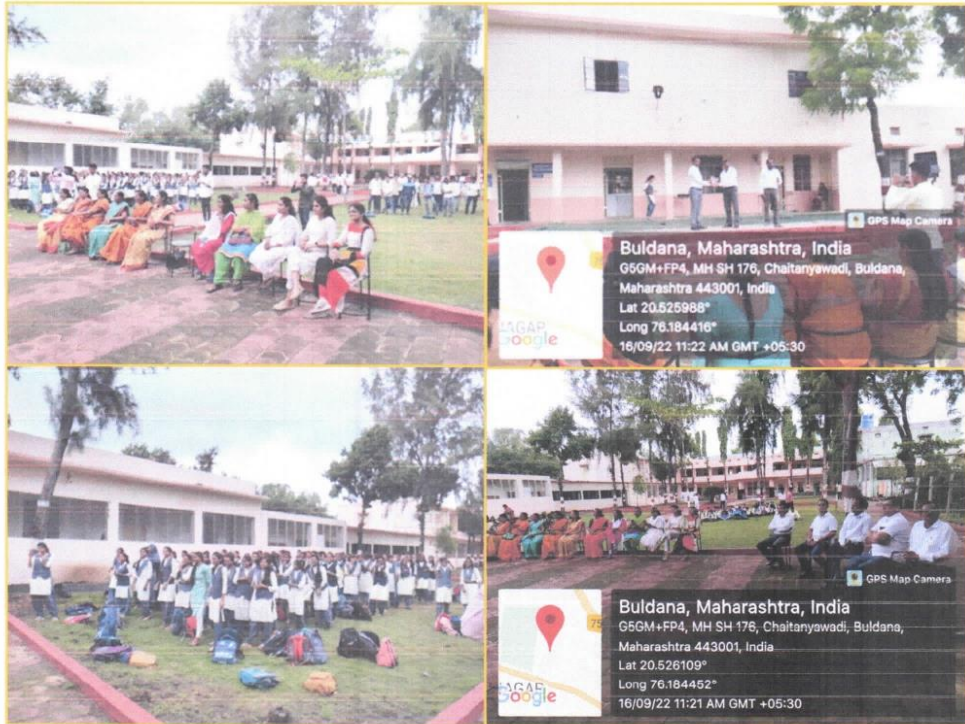 GPS Map Camera
Buldana, Maharashtra, India
G5GM+FP4, MH SH 176, Chaitanyawadi, Buldana,
Maharashtra 443001, India
Lat 20.525988°
Long 76.184416°
16/09/22 11:22 AM GMT +05:30
JAGAP
Google
GPS Map Camera
Buldana, Maharashtra, India
G5GM+FP4, MH SH 176, Chaitanyawadi, Buldana,
Maharashtra 443001, India
Lat 20.526109°
Long 76.184452°
16/09/22 11:21 AM GMT +05:30
75
JAGAP
Google